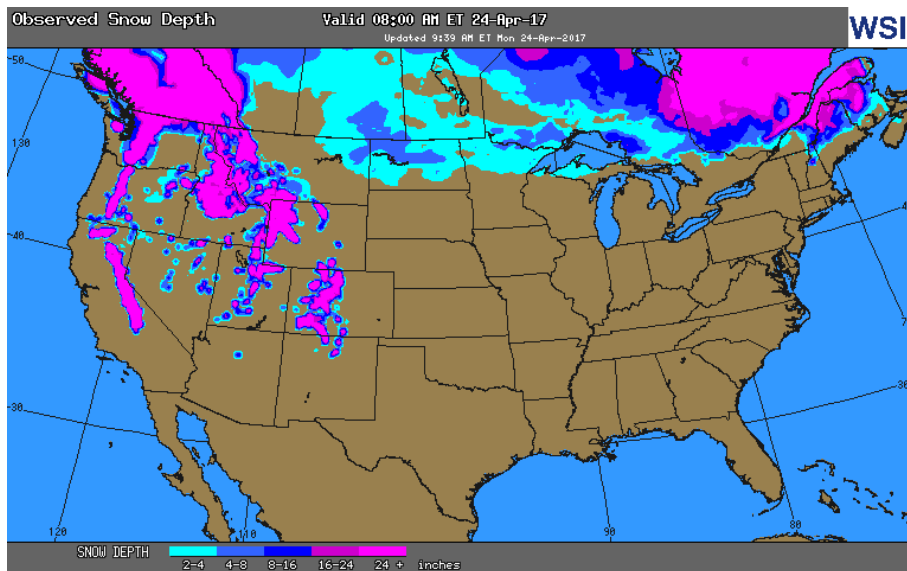 Observed Snow Depth Valid 08:00 AM ET 24-Apr-17
Updated 9:39 AM ET Mon 24-Apr-2017
WSI
50
130
40
30
120
110
90
80
SNOW DEPTH
2-4 4-8 8-16 16-24 24 + inches